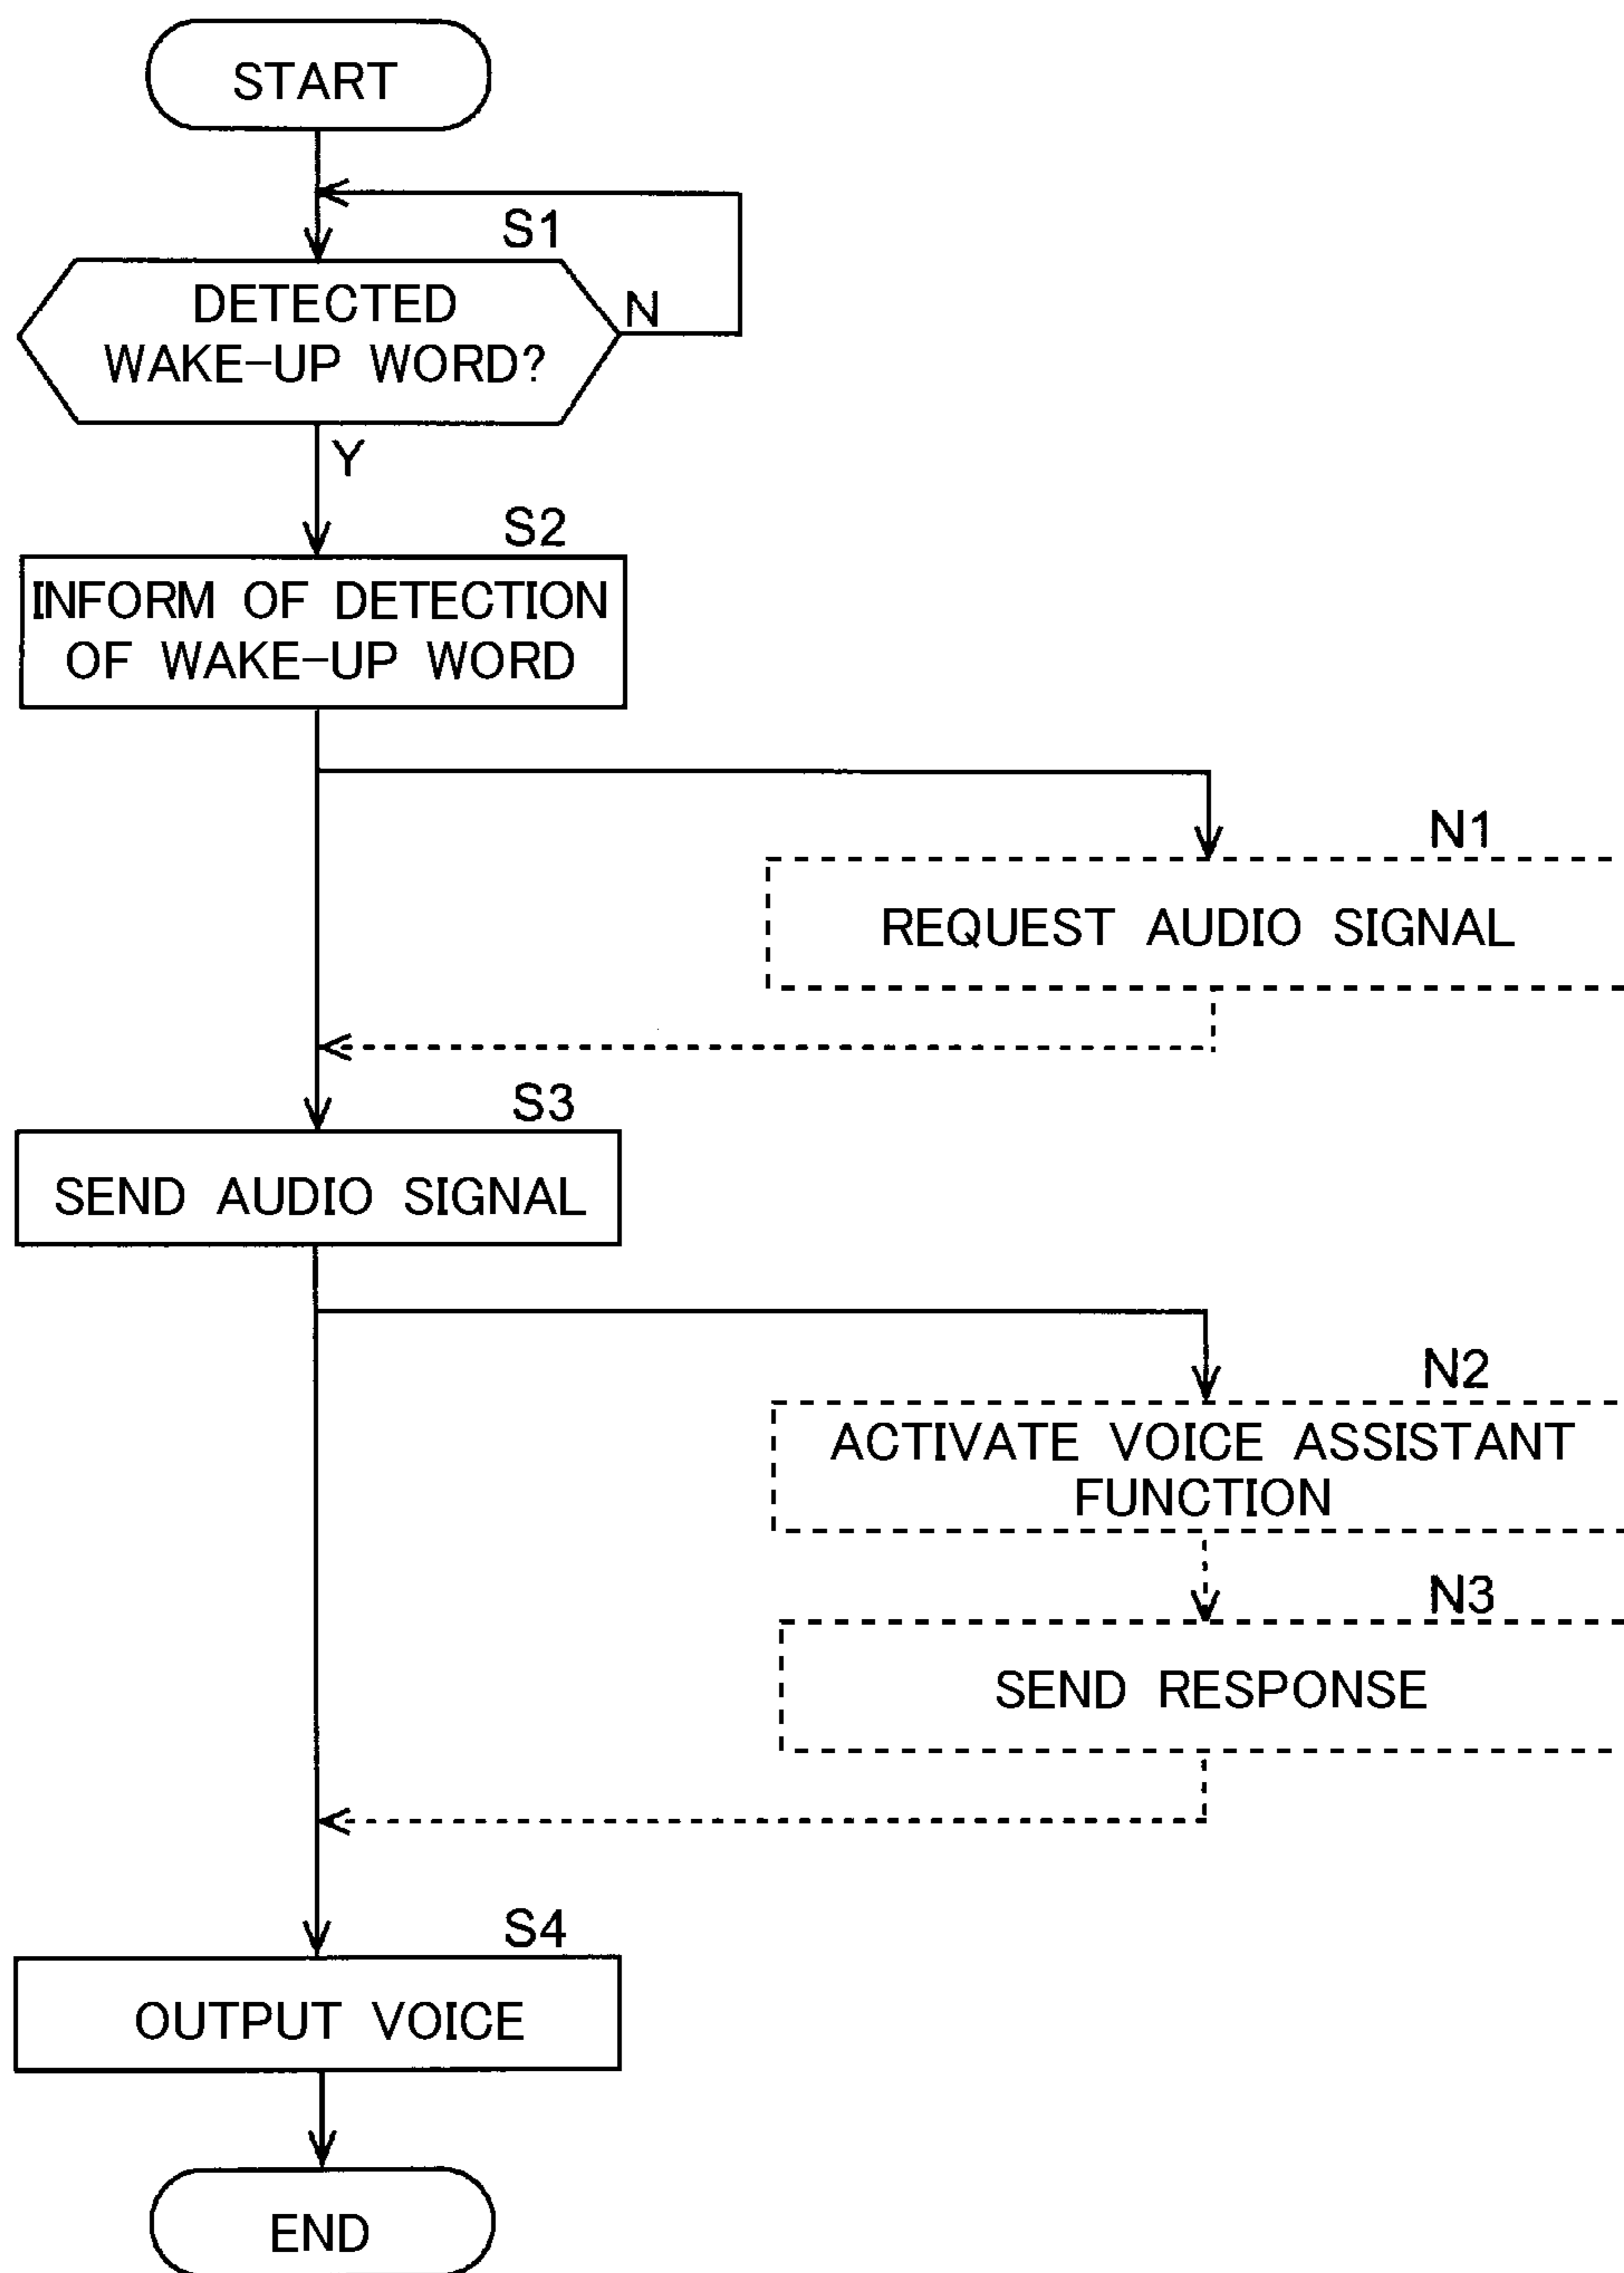 START
S1
DETECTED
WAKE-UP WORD?
N
Y
S2
INFORM OF DETECTION
OF WAKE-UP WORD
N1
REQUEST AUDIO SIGNAL
S3
SEND AUDIO SIGNAL
N2
ACTIVATE VOICE ASSISTANT
FUNCTION
N3
SEND RESPONSE
S4
OUTPUT VOICE
END